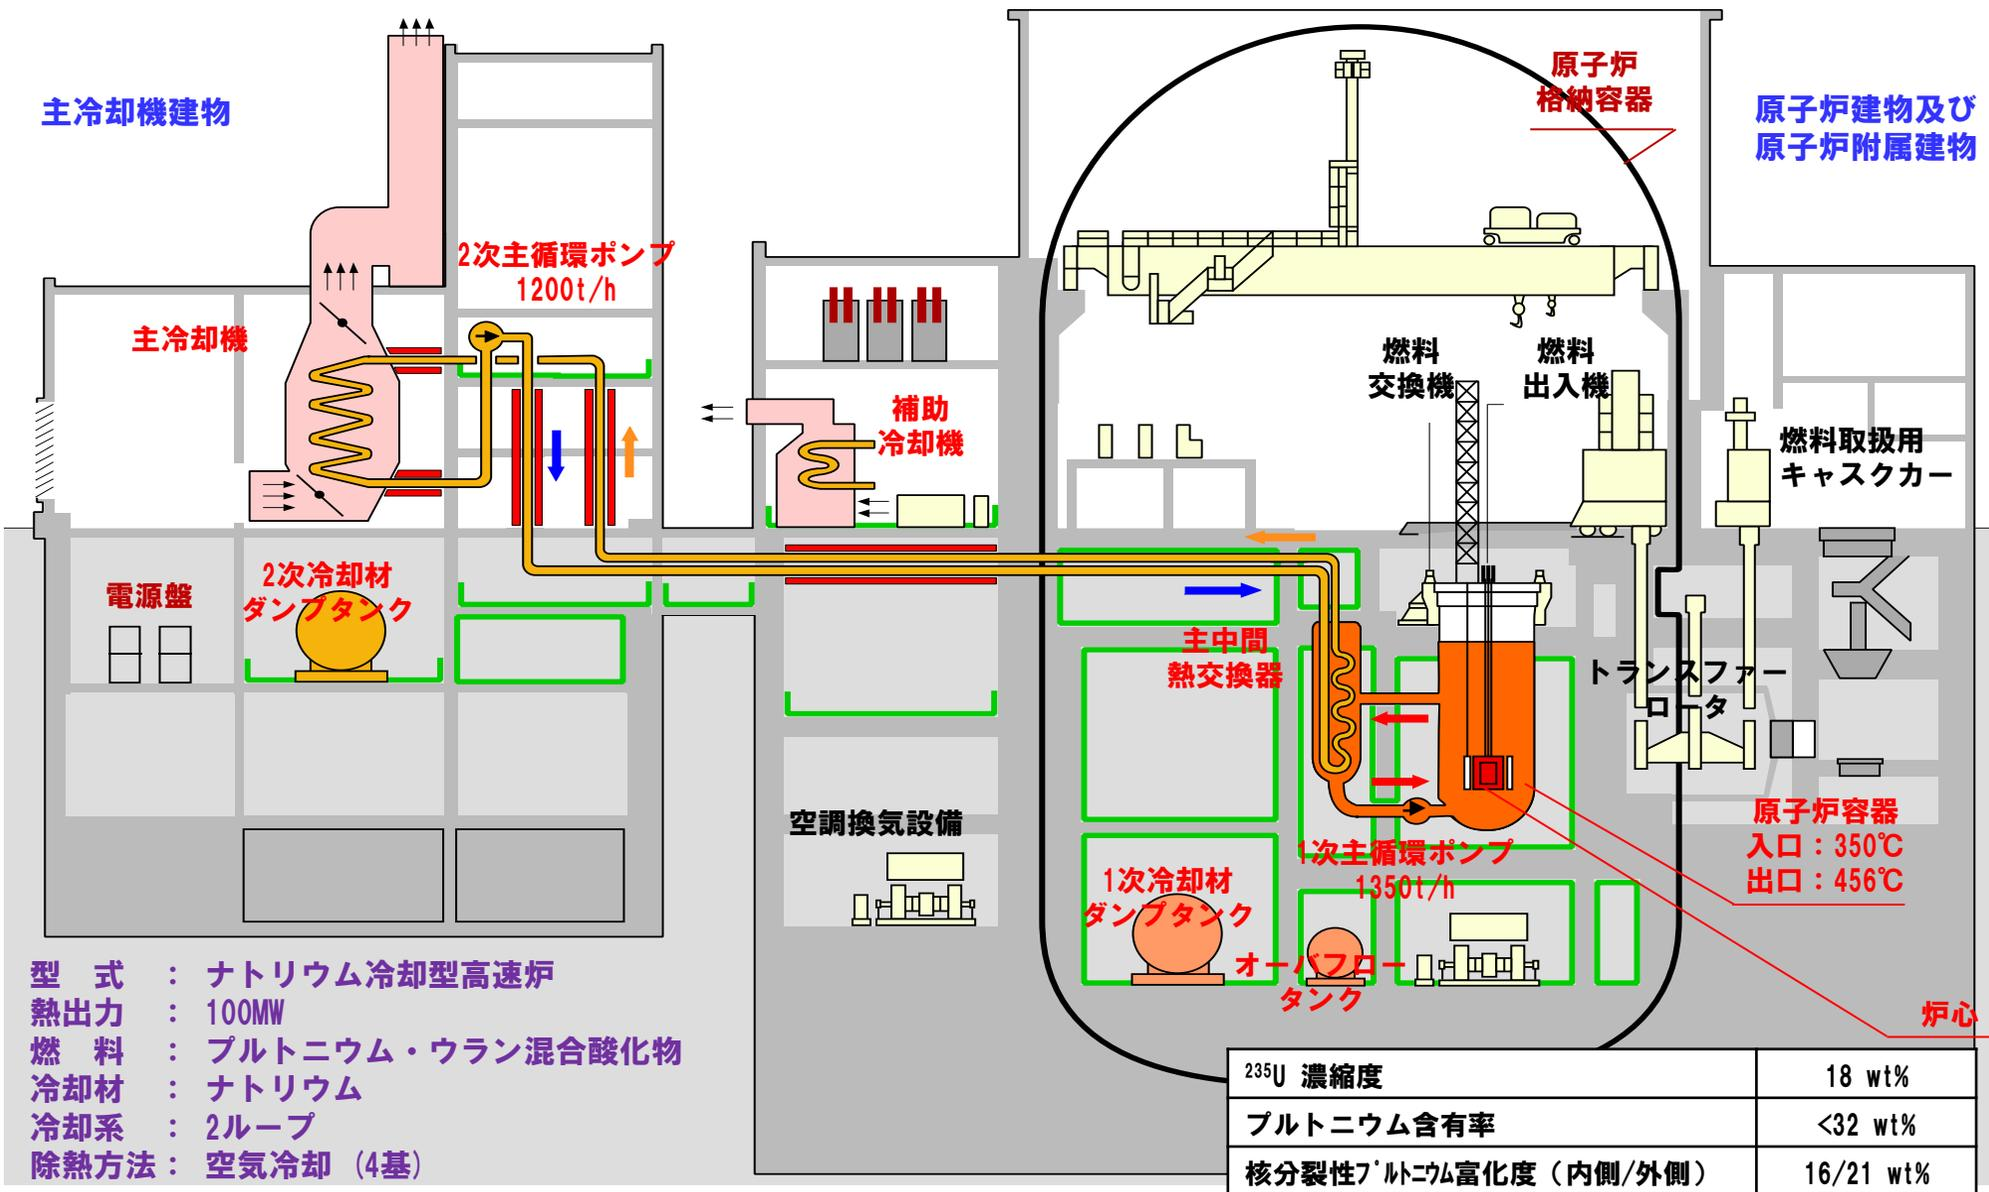 主冷却機建物
原子炉
格納容器
原子炉建物及び
原子炉附属建物
2次主循環ポンプ
1200t/h
主冷却機
補助
冷却機
燃料
交換機
燃料
出入機
燃料取扱用
キャスクカー
電源盤
2次冷却材
ダンプタンク
主中間
熱交換器
トランスファー
ロータ
空調換気設備
1次主循環ポンプ
1350t/h
原子炉容器
入口：350℃
出口：456℃
1次冷却材
ダンプタンク
オーバフロー
タンク
炉心
型　式　： ナトリウム冷却型高速炉
熱出力　： 100MW
燃　料　： プルトニウム・ウラン混合酸化物
冷却材　： ナトリウム
冷却系　： 2ループ
除熱方法： 空気冷却 (4基)
²³⁵U 濃縮度　18 wt%
プルトニウム含有率　<32 wt%
核分裂性ﾌﾟﾙﾄﾆｳﾑ富化度（内側/外側）　16/21 wt%